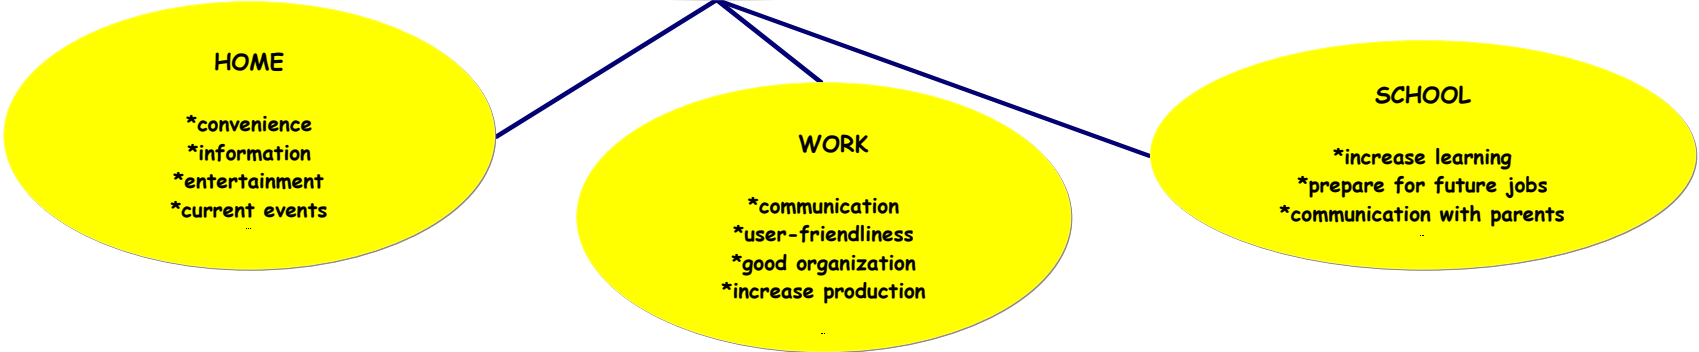 HOME
*convenience
*information
*entertainment
*current events
WORK
*communication
*user-friendliness
*good organization
*increase production
SCHOOL
*increase learning
*prepare for future jobs
*communication with parents